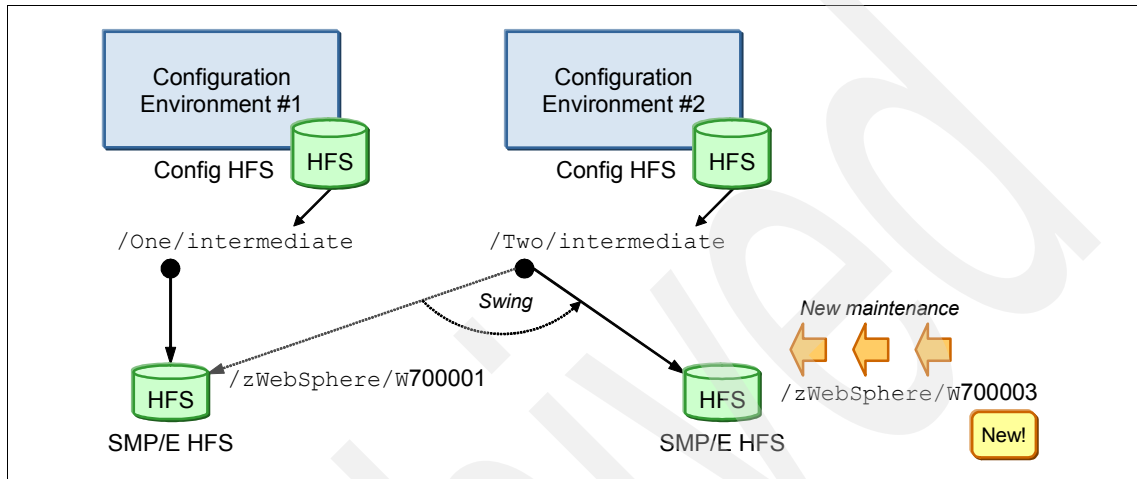 Configuration
Environment #1
HFS
Config HFS
Configuration
Environment #2
HFS
Config HFS
/One/intermediate
/Two/intermediate
Swing
New maintenance
/zWebSphere/W700001
/zWebSphere/W700003
HFS
SMP/E HFS
HFS
SMP/E HFS
New!